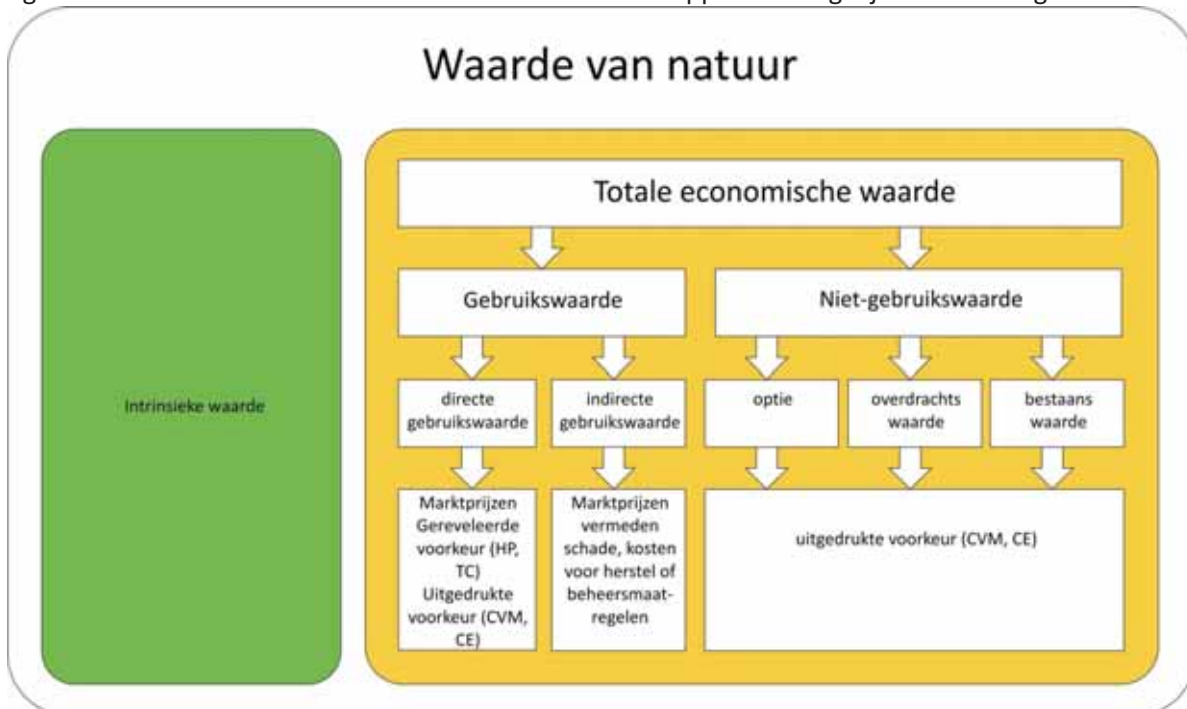 Waarde van natuur
Intrinsieke waarde
Totale economische waarde
Gebruikswaarde
Niet-gebruikswaarde
directe
gebruikswaarde
indirecte
gebruikswaarde
optie
overdrachts
waarde
bestaans
waarde
Marktprijzen
Gereveleerde
voorkeur (HP,
TC)
Uitgedrukte
voorkeur (CVM,
CE)
Marktprijzen
vermeden
schade, kosten
voor herstel of
beheersmaat-
regelen
uitgedrukte voorkeur (CVM, CE)